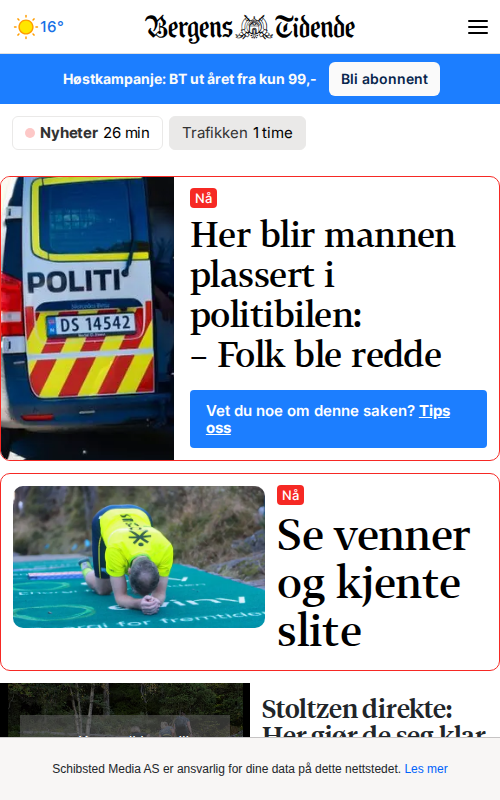 16°
Bergens Tidende
Høstkampanje: BT ut året fra kun 99,-
Bli abonnent
Nyheter 26 min
Trafikken 1 time
Nå
Her blir mannen
plassert i
politibilen:
– Folk ble redde
POLITI
DS 14542
Vet du noe om denne saken? Tips
oss
Nå
Se venner
og kjente
slite
Stoltzen direkte:
Her gjør de seg klar
Schibsted Media AS er ansvarlig for dine data på dette nettstedet. Les mer